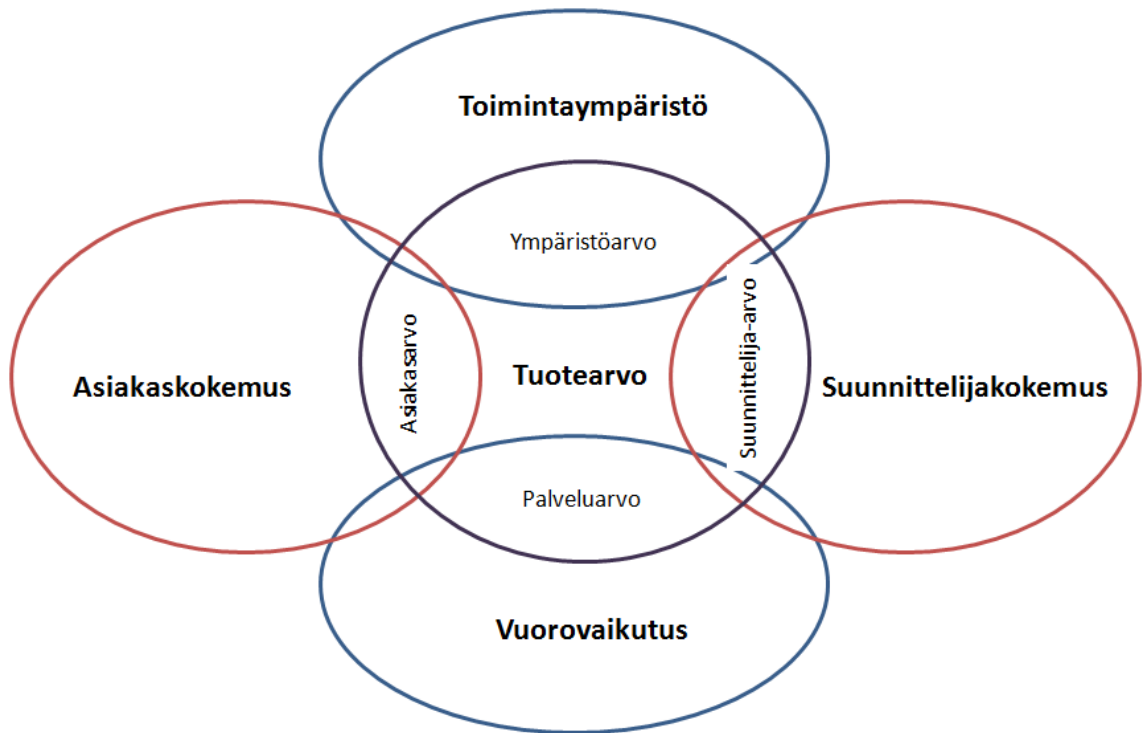 Toimintaympäristö
Ympäristöarvo
Asiakaskokemus
Asiakasarvo
Tuotearvo
Suunnittelija-arvo
Suunnittelijakokemus
Palveluarvo
Vuorovaikutus